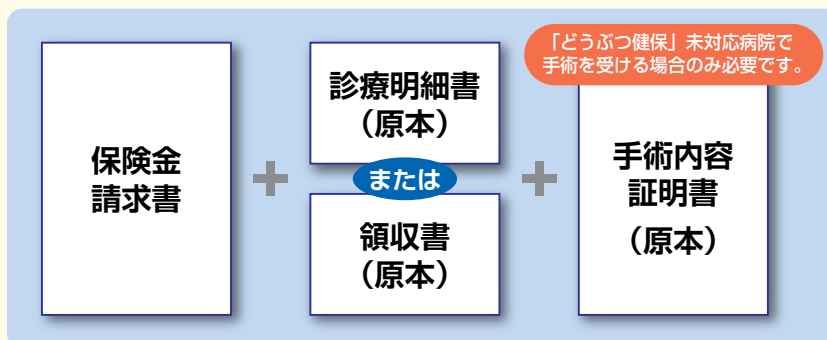 保険金
請求書
診療明細書
（原本）
または
領収書
（原本）
「どうぶつ健保」未対応病院で
手術を受ける場合のみ必要です。
手術内容
証明書
（原本）